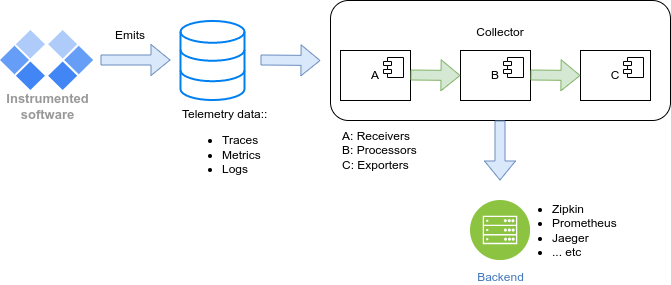 Emits
Collector
A
B
C
Instrumented
software
Telemetry data::
Traces
Metrics
Logs
A: Receivers
B: Processors
C: Exporters
Zipkin
Prometheus
Jaeger
... etc
Backend